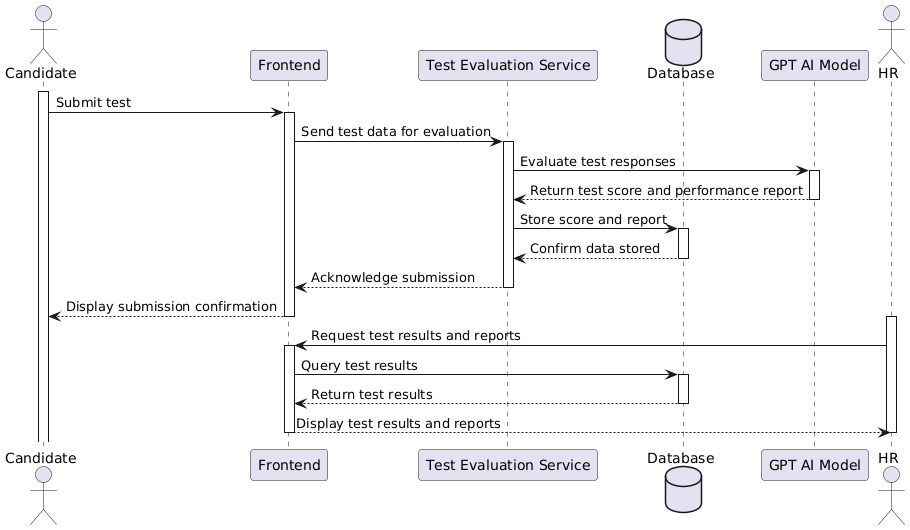 Candidate
Frontend
Test Evaluation Service
Database
GPT AI Model
HR
Submit test
Send test data for evaluation
Evaluate test responses
Return test score and performance report
Store score and report
Confirm data stored
Acknowledge submission
Display submission confirmation
Request test results and reports
Query test results
Return test results
Display test results and reports
Candidate
Frontend
Test Evaluation Service
Database
GPT AI Model
HR